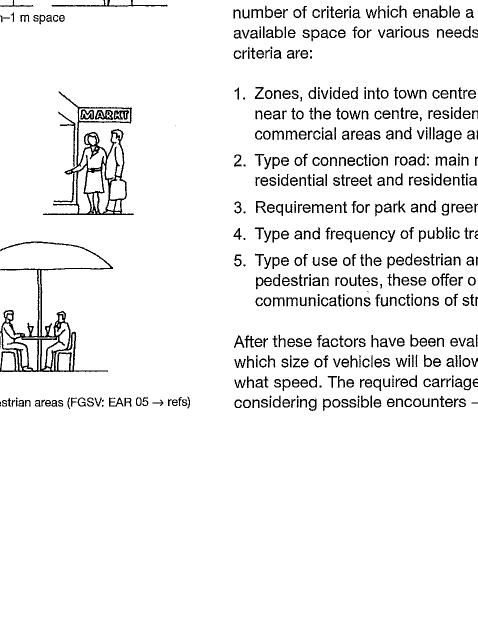 n–1 m space
MARKT
estrian areas (FGSV: EAR 05 → refs)
number of criteria which enable a
available space for various needs
criteria are:
1. Zones, divided into town centre
near to the town centre, residen
commercial areas and village a
2. Type of connection road: main r
residential street and residentia
3. Requirement for park and green
4. Type and frequency of public tra
5. Type of use of the pedestrian ar
pedestrian routes, these offer o
communications functions of str
After these factors have been eval
which size of vehicles will be allow
what speed. The required carriage
considering possible encounters –